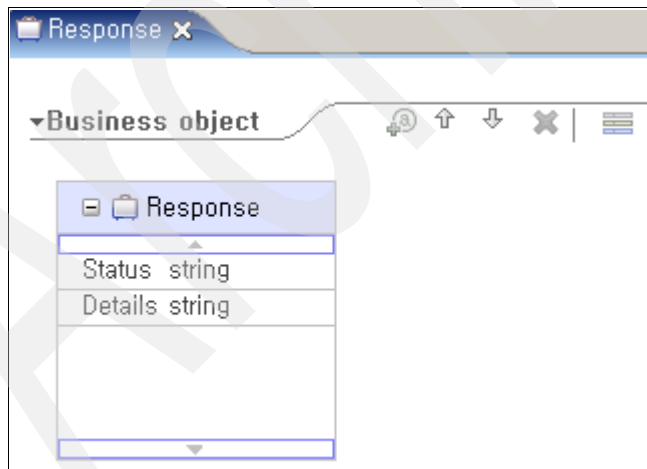 Response
Business object
Response
Status string
Details string